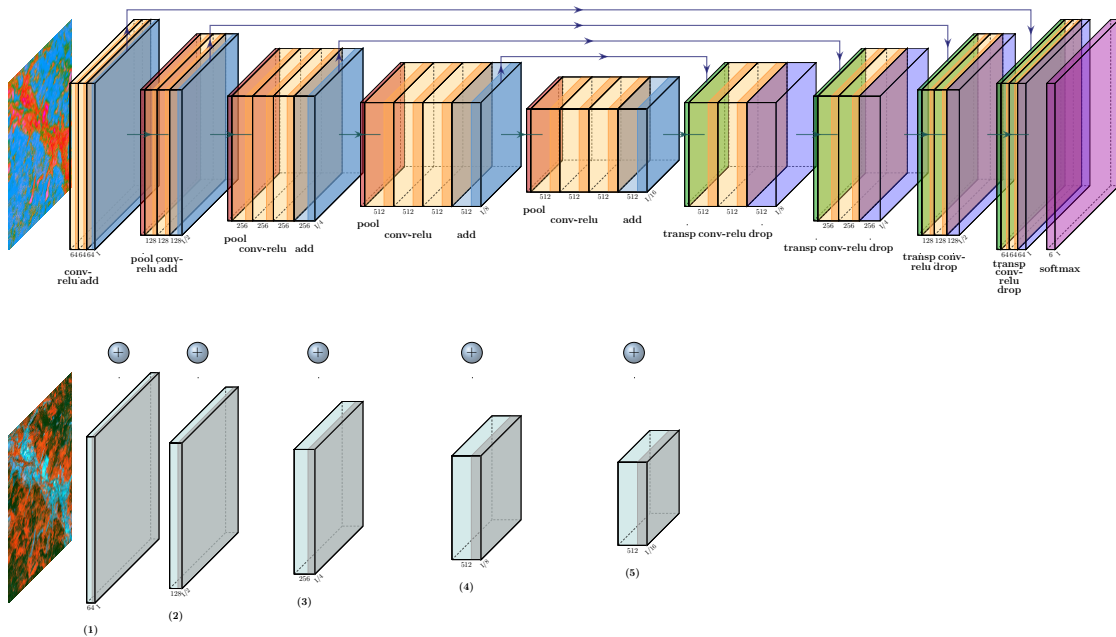 64 64 64 1
conv-
relu add
128 128 128 1/2
pool conv-
relu add
256 256 256 256 1/4
pool
conv-relu add
512 512 512 512 1/8
pool
conv-relu add
512 512 512 512 1/16
pool
conv-relu add
512 512 512 1/8
transp conv-relu drop
256 256 256 1/4
transp conv-relu drop
128 128 128 1/2
transp conv-
relu drop
64 64 64 1
transp
conv-
relu
drop
6 1
softmax
+
+
+
+
+
64 1
(1)
128 1/2
(2)
256 1/4
(3)
512 1/8
(4)
512 1/16
(5)